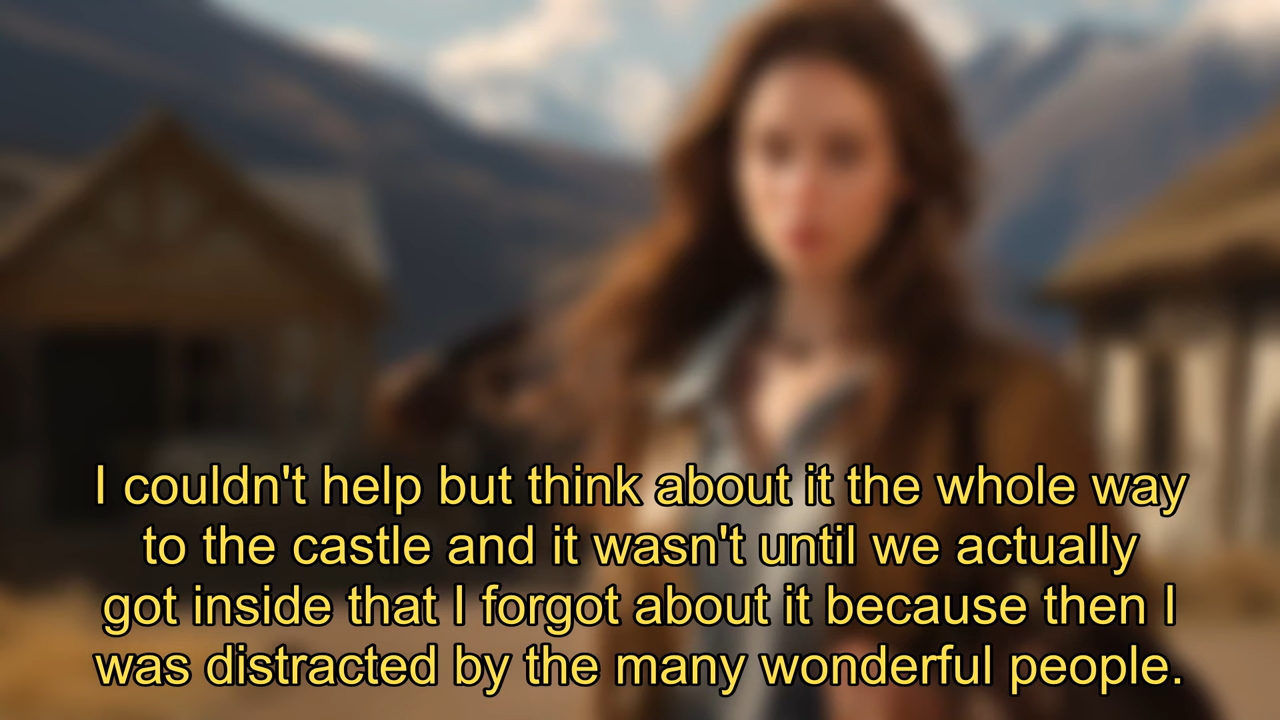 I couldn't help but think about it the whole way
to the castle and it wasn't until we actually
got inside that I forgot about it because then I
was distracted by the many wonderful people.